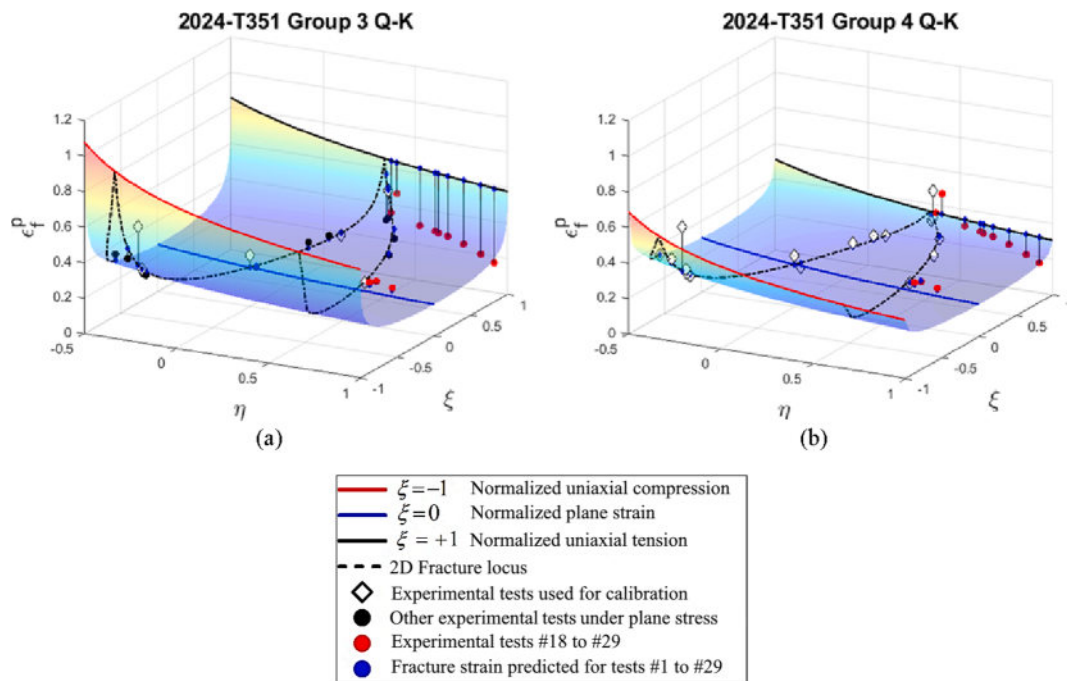 2024-T351 Group 3 Q-K
2024-T351 Group 4 Q-K
1.2
1
0.8
0.6
0.4
0.2
0
-0.5
0
0.5
1
-1
-0.5
0
0.5
1
ϵ_f^p
η
ξ
(a)
1.2
1
0.8
0.6
0.4
0.2
0
-0.5
0
0.5
1
-1
-0.5
0
0.5
1
ϵ_f^p
η
ξ
(b)
ξ=−1 Normalized uniaxial compression
ξ=0 Normalized plane strain
ξ = +1 Normalized uniaxial tension
2D Fracture locus
Experimental tests used for calibration
Other experimental tests under plane stress
Experimental tests #18 to #29
Fracture strain predicted for tests #1 to #29